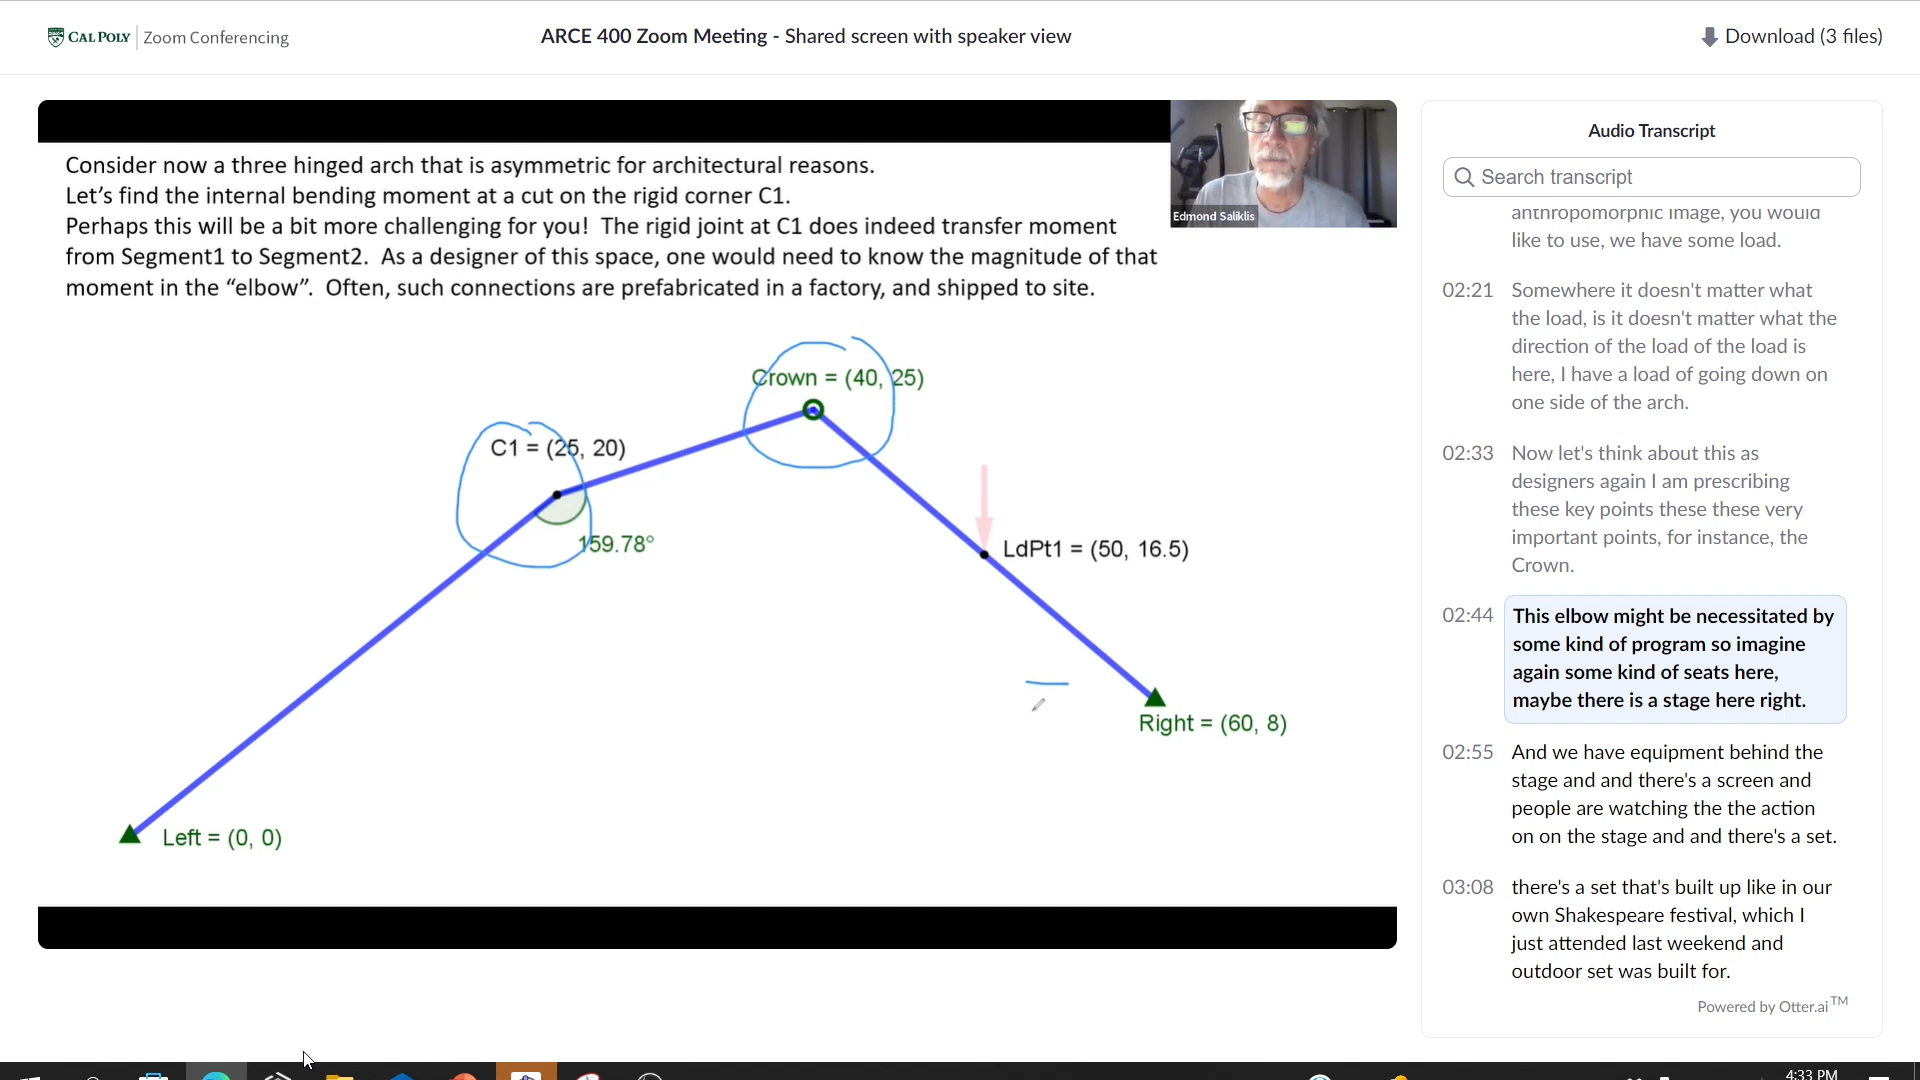 CAL POLY Zoom Conferencing
ARCE 400 Zoom Meeting - Shared screen with speaker view
Download (3 files)
Consider now a three hinged arch that is asymmetric for architectural reasons.
Let’s find the internal bending moment at a cut on the rigid corner C1.
Perhaps this will be a bit more challenging for you! The rigid joint at C1 does indeed transfer moment
from Segment1 to Segment2. As a designer of this space, one would need to know the magnitude of that
moment in the “elbow”. Often, such connections are prefabricated in a factory, and shipped to site.
Edmond Saliklis
Crown = (40, 25)
C1 = (25, 20)
159.78°
LdPt1 = (50, 16.5)
Right = (60, 8)
Left = (0, 0)
Audio Transcript
Search transcript
anthropomorphic image, you would
like to use, we have some load.
02:21 Somewhere it doesn't matter what
the load, is it doesn't matter what the
direction of the load of the load is
here, I have a load of going down on
one side of the arch.
02:33 Now let's think about this as
designers again I am prescribing
these key points these these very
important points, for instance, the
Crown.
02:44 This elbow might be necessitated by
some kind of program so imagine
again some kind of seats here,
maybe there is a stage here right.
02:55 And we have equipment behind the
stage and and there's a screen and
people are watching the the action
on on the stage and and there's a set.
03:08 there's a set that's built up like in our
own Shakespeare festival, which I
just attended last weekend and
outdoor set was built for.
Powered by Otter.ai TM
4:33 PM